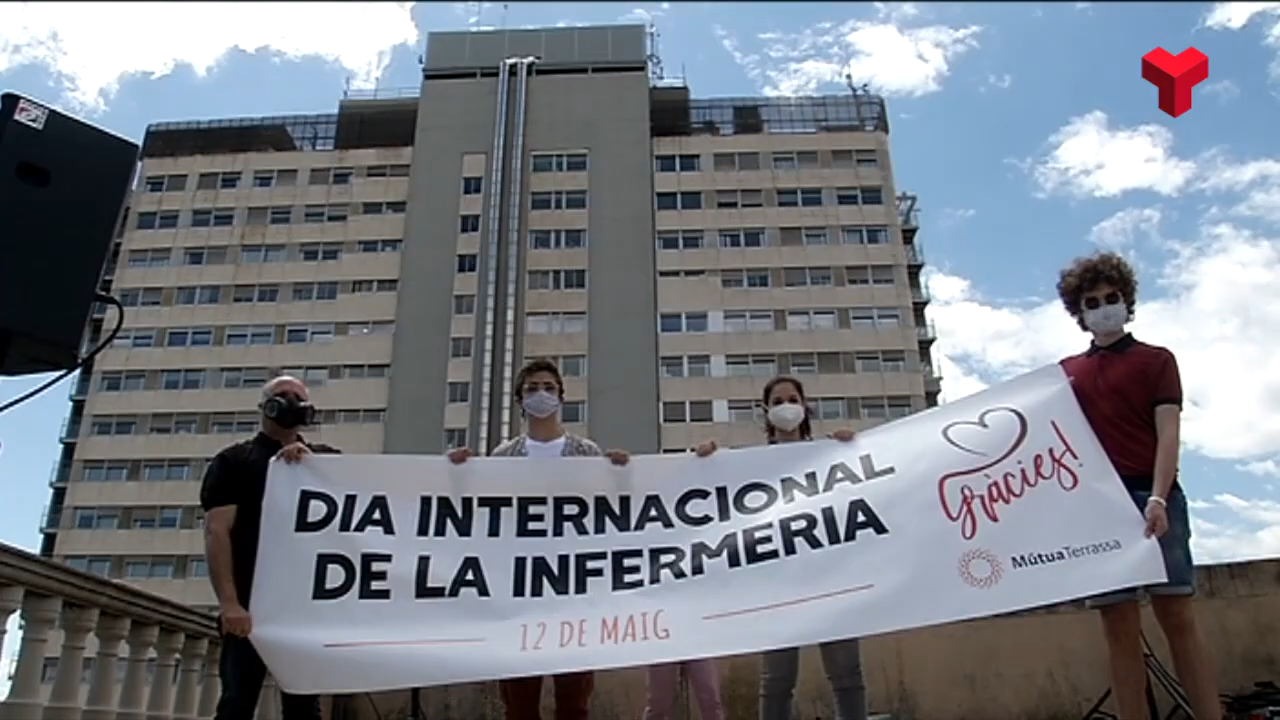 DIA INTERNACIONAL
DE LA INFERMERIA
12 DE MAIG
Gràcies!
MútuaTerrassa